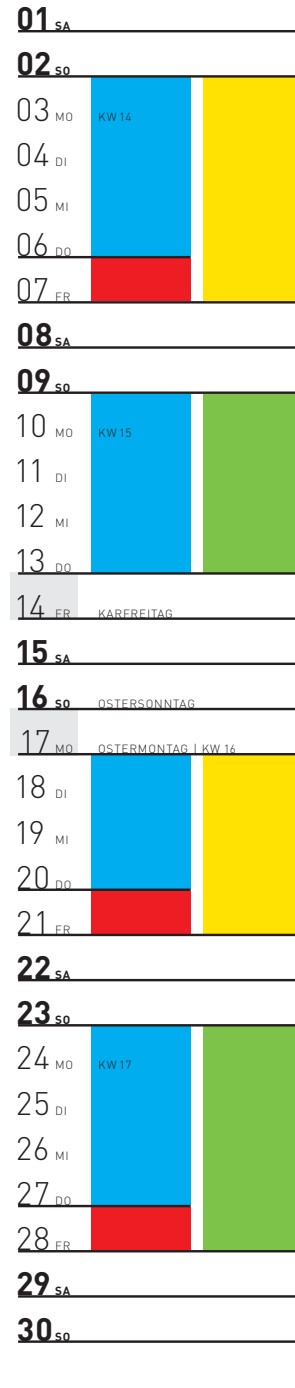 01 SA
02 SO
03 MO KW 14
04 DI
05 MI
06 DO
07 FR
08 SA
09 SO
10 MO KW 15
11 DI
12 MI
13 DO
14 FR KARFREITAG
15 SA
16 SO OSTERSONNTAG
17 MO OSTERMONTAG | KW 16
18 DI
19 MI
20 DO
21 FR
22 SA
23 SO
24 MO KW 17
25 DI
26 MI
27 DO
28 FR
29 SA
30 SO